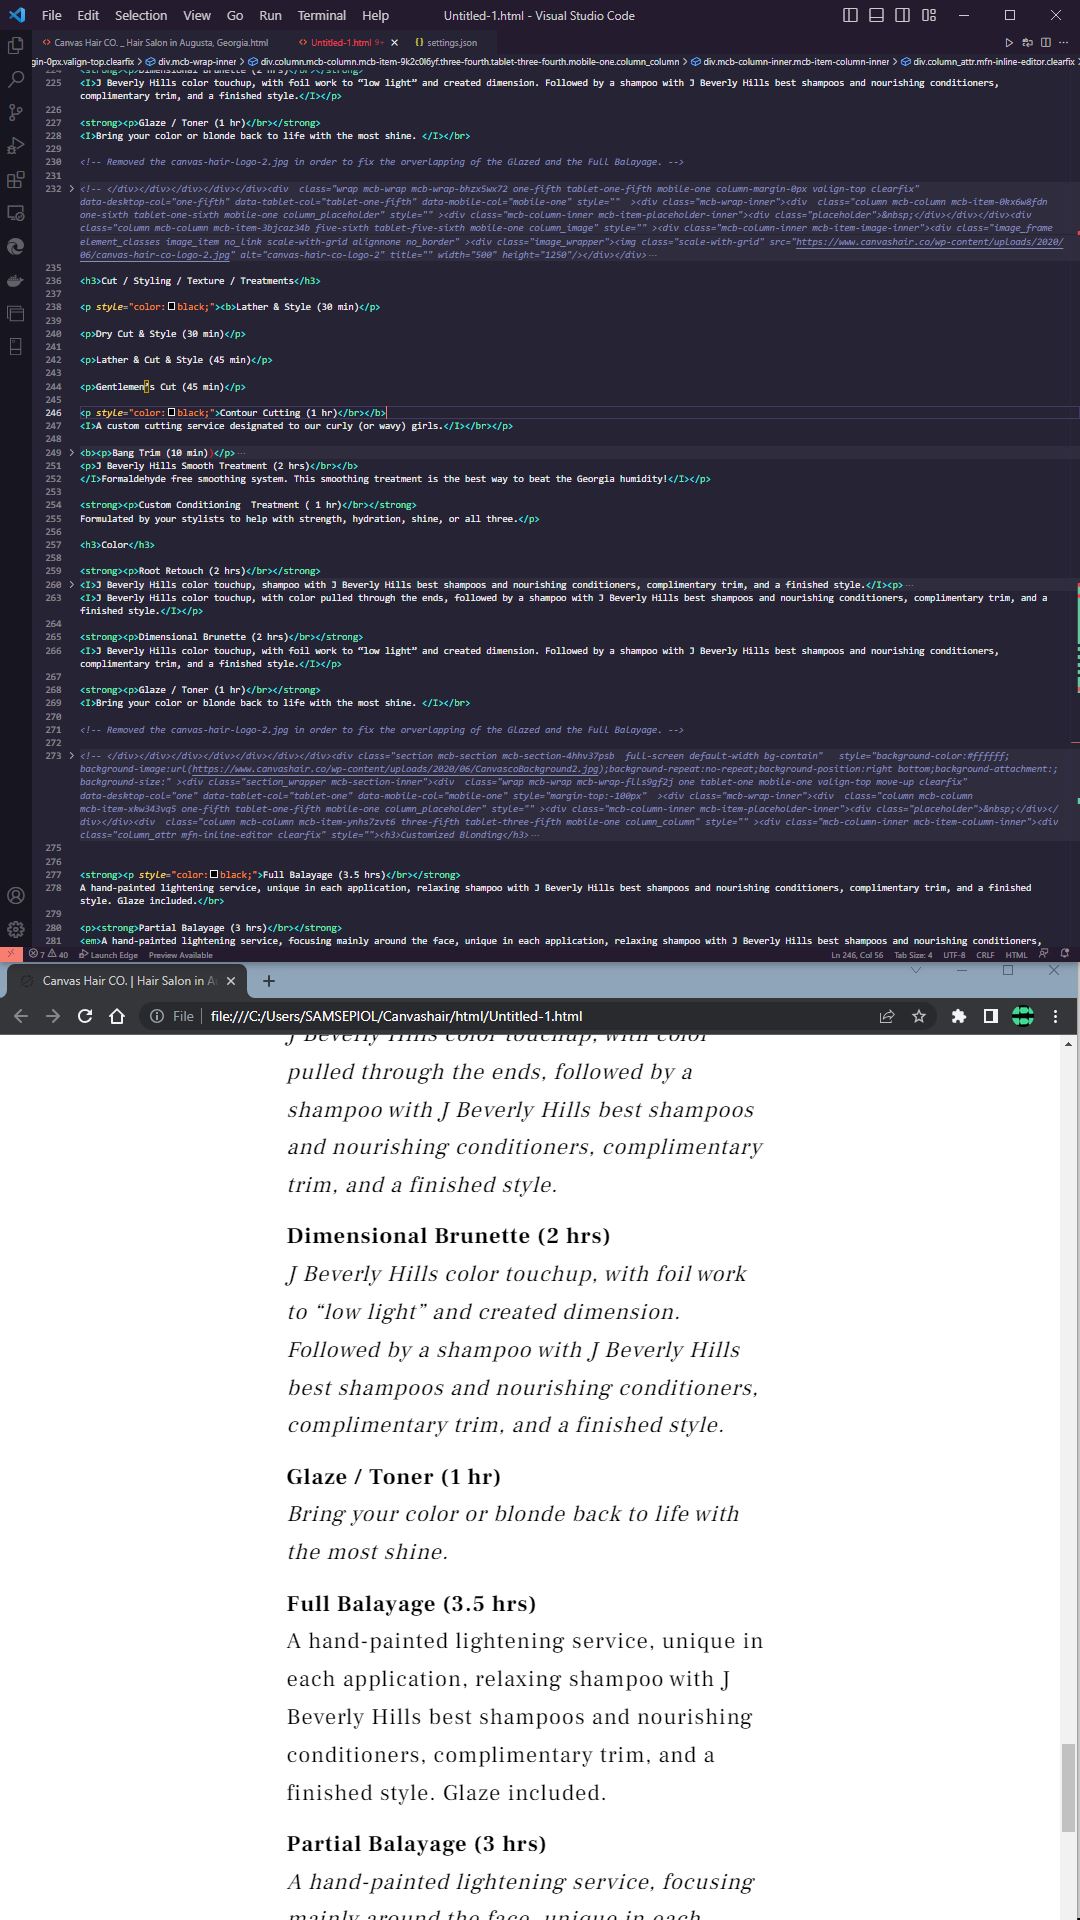 File Edit Selection View Go Run Terminal Help Untitled-1.html - Visual Studio Code
Canvas Hair CO. _ Hair Salon in Augusta, Georgia.html Untitled-1.html 9+ settings.json
gin-0px.valign-top.clearfix > div.mcb-wrap-inner > div.column.mcb-column.mcb-item-9k2c0l6yf.three-fourth.tablet-three-fourth.mobile-one.column_column > div.mcb-column-inner.mcb-item-column-inner > div.column_attr.mfn-inline-editor.clearfix
224 <strong><p>Dimensional Brunette (2 hrs)</br></strong>
225 <I>J Beverly Hills color touchup, with foil work to “low light” and created dimension. Followed by a shampoo with J Beverly Hills best shampoos and nourishing conditioners,
complimentary trim, and a finished style.</I></p>
226
227 <strong><p>Glaze / Toner (1 hr)</br></strong>
228 <I>Bring your color or blonde back to life with the most shine. </I></br>
229
230 <!-- Removed the canvas-hair-logo-2.jpg in order to fix the orverlapping of the Glazed and the Full Balayage. -->
231
232 <!-- </div></div></div></div></div><div  class="wrap mcb-wrap mcb-wrap-bhzx5wx72 one-fifth tablet-one-fifth mobile-one column-margin-0px valign-top clearfix"
data-desktop-col="one-fifth" data-tablet-col="tablet-one-fifth" data-mobile-col="mobile-one" style=""  ><div class="mcb-wrap-inner"><div  class="column mcb-column mcb-item-0kx6w8fdn
one-sixth tablet-one-sixth mobile-one column_placeholder" style="" ><div class="mcb-column-inner mcb-item-placeholder-inner"><div class="placeholder">&nbsp;</div></div></div><div
class="column mcb-column mcb-item-3bjcaz34b five-sixth tablet-five-sixth mobile-one column_image" style="" ><div class="mcb-column-inner mcb-item-image-inner"><div class="image_frame
element_classes image_item no_link scale-with-grid alignnone no_border" ><div class="image_wrapper"><img class="scale-with-grid" src="https://www.canvashair.co/wp-content/uploads/2020/
06/canvas-hair-co-logo-2.jpg" alt="canvas-hair-co-logo-2" title="" width="500" height="1250"/></div></div>···
235
236 <h3>Cut / Styling / Texture / Treatments</h3>
237
238 <p style="color: black;"><b>Lather & Style (30 min)</p>
239
240 <p>Dry Cut & Style (30 min)</p>
241
242 <p>Lather & Cut & Style (45 min)</p>
243
244 <p>Gentlemen’s Cut (45 min)</p>
245
246 <p style="color: black;">Contour Cutting (1 hr)</br></b>
247 <I>A custom cutting service designated to our curly (or wavy) girls.</I></br></p>
248
249 <b><p>Bang Trim (10 min))</p>···
251 <p>J Beverly Hills Smooth Treatment (2 hrs)</br></b>
252 </I>Formaldehyde free smoothing system. This smoothing treatment is the best way to beat the Georgia humidity!</I></p>
253
254 <strong><p>Custom Conditioning  Treatment ( 1 hr)</br></strong>
255 Formulated by your stylists to help with strength, hydration, shine, or all three.</p>
256
257 <h3>Color</h3>
258
259 <strong><p>Root Retouch (2 hrs)</br></strong>
260 <I>J Beverly Hills color touchup, shampoo with J Beverly Hills best shampoos and nourishing conditioners, complimentary trim, and a finished style.</I><p>···
263 <I>J Beverly Hills color touchup, with color pulled through the ends, followed by a shampoo with J Beverly Hills best shampoos and nourishing conditioners, complimentary trim, and a
finished style.</I></p>
264
265 <strong><p>Dimensional Brunette (2 hrs)</br></strong>
266 <I>J Beverly Hills color touchup, with foil work to “low light” and created dimension. Followed by a shampoo with J Beverly Hills best shampoos and nourishing conditioners,
complimentary trim, and a finished style.</I></p>
267
268 <strong><p>Glaze / Toner (1 hr)</br></strong>
269 <I>Bring your color or blonde back to life with the most shine. </I></br>
270
271 <!-- Removed the canvas-hair-logo-2.jpg in order to fix the orverlapping of the Glazed and the Full Balayage. -->
272
273 <!-- </div></div></div></div></div></div></div></div><div class="section mcb-section mcb-section-4hhv37psb  full-screen default-width bg-contain"   style="background-color:#ffffff;
background-image:url(https://www.canvashair.co/wp-content/uploads/2020/06/CanvascoBackground2.jpg);background-repeat:no-repeat;background-position:right bottom;background-attachment:;
background-size:" ><div class="section_wrapper mcb-section-inner"><div  class="wrap mcb-wrap mcb-wrap-flls9gf2j one tablet-one mobile-one valign-top move-up clearfix"
data-desktop-col="one" data-tablet-col="tablet-one" data-mobile-col="mobile-one" style="margin-top:-100px"  ><div class="mcb-wrap-inner"><div  class="column mcb-column
mcb-item-xkw343vq5 one-fifth tablet-one-fifth mobile-one column_placeholder" style="" ><div class="mcb-column-inner mcb-item-placeholder-inner"><div class="placeholder">&nbsp;</div></
div></div><div  class="column mcb-column mcb-item-ynhs7zvt6 three-fifth tablet-three-fifth mobile-one column_column" style="" ><div class="mcb-column-inner mcb-item-column-inner"><div
class="column_attr mfn-inline-editor clearfix" style=""><h3>Customized Blonding</h3>···
275
276
277 <strong><p style="color: black;">Full Balayage (3.5 hrs)</br></strong>
278 A hand-painted lightening service, unique in each application, relaxing shampoo with J Beverly Hills best shampoos and nourishing conditioners, complimentary trim, and a finished
style. Glaze included.</br>
279
280 <p><strong>Partial Balayage (3 hrs)</br></strong>
281 <em>A hand-painted lightening service, focusing mainly around the face, unique in each application, relaxing shampoo with J Beverly Hills best shampoos and nourishing conditioners,
7 40 Launch Edge Preview Available Ln 246, Col 56 Tab Size: 4 UTF-8 CRLF HTML
Canvas Hair CO. | Hair Salon in A
File file:///C:/Users/SAMSEPIOL/Canvashair/html/Untitled-1.html
J Beverly Hills color touchup, with color
pulled through the ends, followed by a
shampoo with J Beverly Hills best shampoos
and nourishing conditioners, complimentary
trim, and a finished style.
Dimensional Brunette (2 hrs)
J Beverly Hills color touchup, with foil work
to “low light” and created dimension.
Followed by a shampoo with J Beverly Hills
best shampoos and nourishing conditioners,
complimentary trim, and a finished style.
Glaze / Toner (1 hr)
Bring your color or blonde back to life with
the most shine.
Full Balayage (3.5 hrs)
A hand-painted lightening service, unique in
each application, relaxing shampoo with J
Beverly Hills best shampoos and nourishing
conditioners, complimentary trim, and a
finished style. Glaze included.
Partial Balayage (3 hrs)
A hand-painted lightening service, focusing
mainly around the face, unique in each